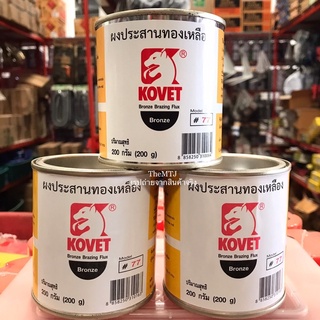 ผงประสานทองเหลือง
®
KOVET
Bronze Brazing Flux
Bronze
Model
# 77
ปริมาณสุทธิ
200 กรัม (200 g)
TheMTJ
ผงประสานทองเหลือง
®
KOVET
Bronze Brazing Flux
Bronze
Model
# 77
ปริมาณสุทธิ
200 กรัม (200 g)
ผงประสานทองเหลือง
®
KOVET
Bronze Brazing Flux
Bronze
Model
# 77
ปริมาณสุทธิ
200 กรัม (200 g)